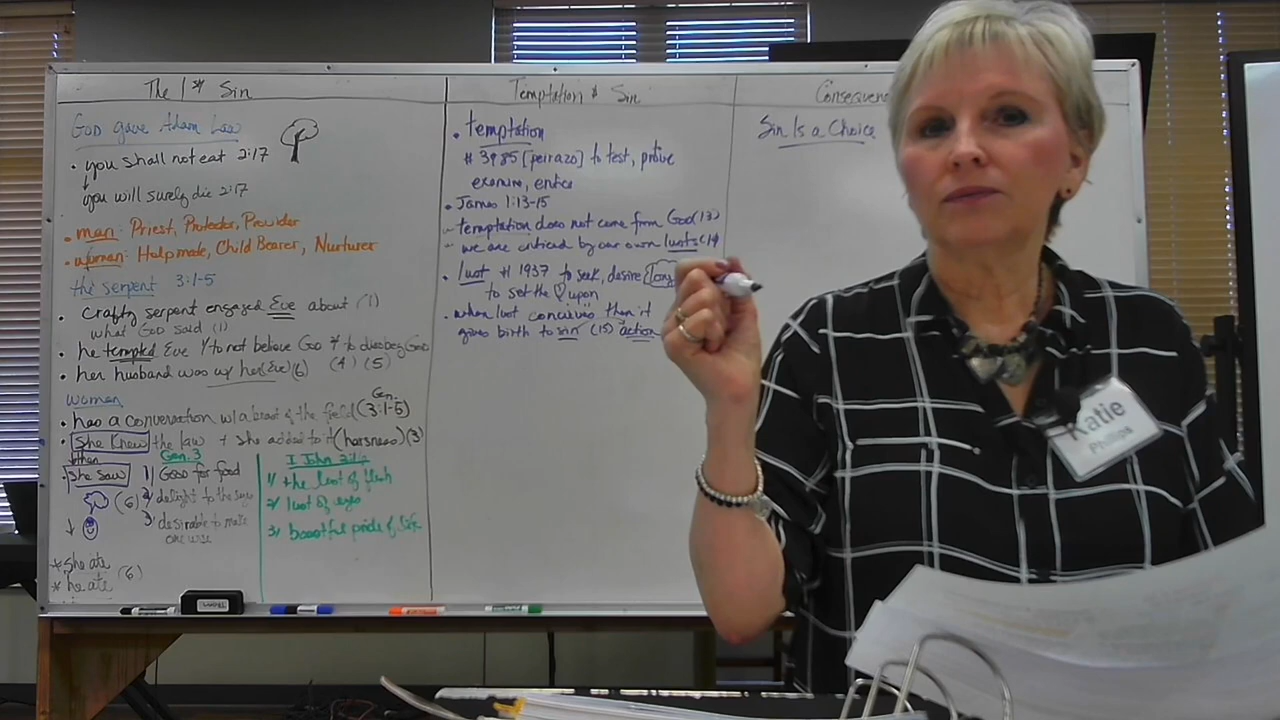 The 1st Sin
God gave Adam Law
• you shall not eat 2:17
you will surely die 2:17
• man: Priest, Protector, Provider
• woman: Helpmate, Child Bearer, Nurturer
the serpent 3:1-5
• crafty serpent engaged Eve about (1)
what God said (1)
• he tempted Eve to not believe God & to disobey God
(4) (5)
• her husband was w/ her (Eve) (6)
woman
• has a conversation w/ a beast of the field (3:1-5)
Gen.
• She Knew the law + she added to it (harsness) (3)
then
• She Saw
Gen. 3
1) Good for food
(6) 2) delight to the eyes
3) desirable to make
one wise
I John
1) the lust of flesh
2) lust of eyes
3) boastful pride of life
* she ate
* he ate (6)
Temptation & Sin
• temptation
# 3985 [peirazo] to test, prove
examine, entice
• James 1:13-15
temptation does not come from God (13)
we are enticed by our own lusts (14
• lust # 1937 to seek, desire long
to set the ♡ upon
• when lust conceives then it
gives birth to sin (15) action
Consequen
Sin Is a Choice
Katie
Phillips